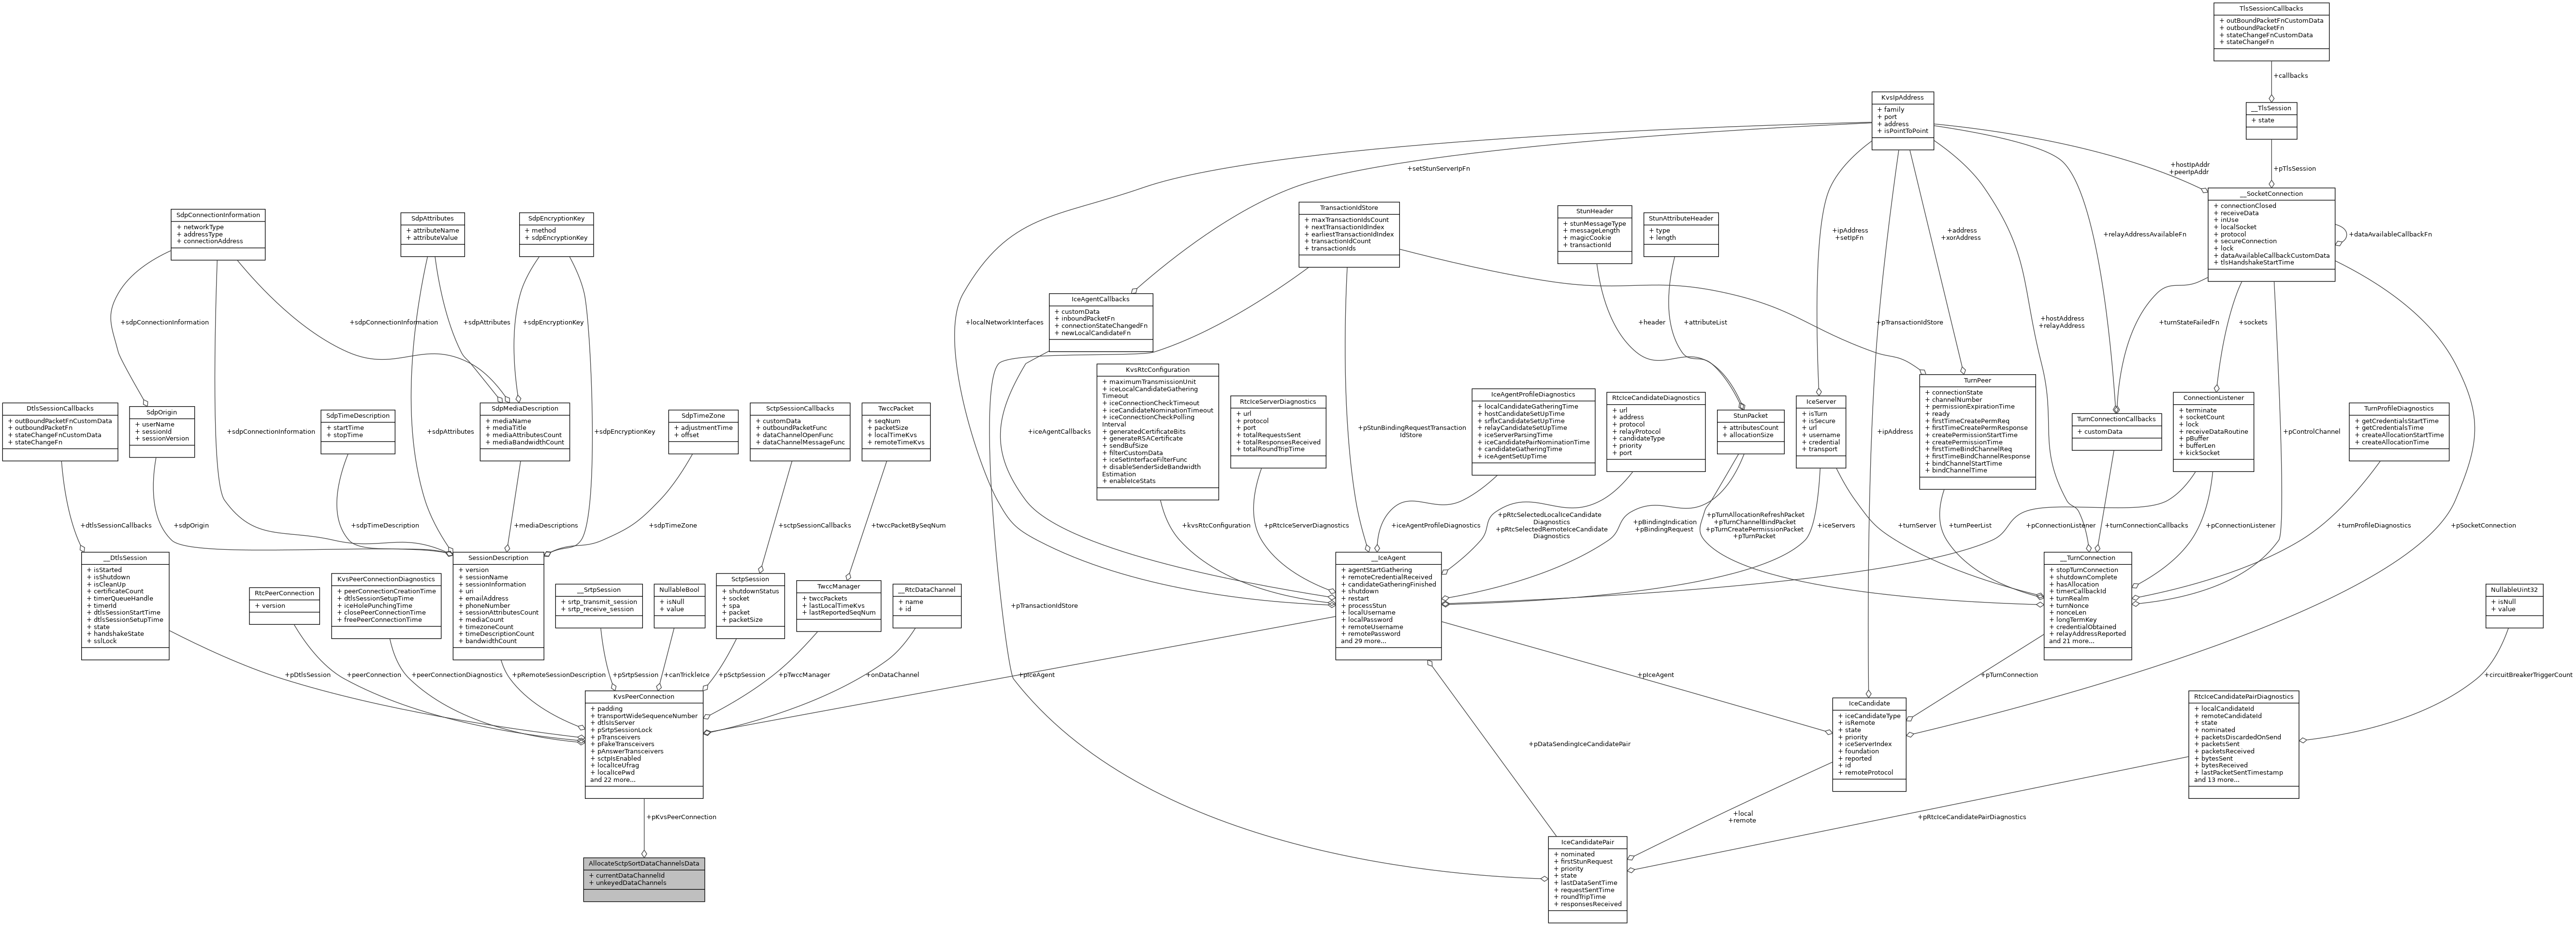 TlsSessionCallbacks
+ outBoundPacketFnCustomData
+ outboundPacketFn
+ stateChangeFnCustomData
+ stateChangeFn
+callbacks
__TlsSession
+ state
+pTlsSession
KvsIpAddress
+ family
+ port
+ address
+ isPointToPoint
+setStunServerIpFn
+hostIpAddr
+peerIpAddr
__SocketConnection
+ connectionClosed
+ receiveData
+ inUse
+ localSocket
+ protocol
+ secureConnection
+ lock
+ dataAvailableCallbackCustomData
+ tlsHandshakeStartTime
+dataAvailableCallbackFn
SdpConnectionInformation
+ networkType
+ addressType
+ connectionAddress
SdpAttributes
+ attributeName
+ attributeValue
SdpEncryptionKey
+ method
+ sdpEncryptionKey
TransactionIdStore
+ maxTransactionIdsCount
+ nextTransactionIdIndex
+ earliestTransactionIdIndex
+ transactionIdCount
+ transactionIds
StunHeader
+ stunMessageType
+ messageLength
+ magicCookie
+ transactionId
StunAttributeHeader
+ type
+ length
+ipAddress
+setIpFn
+address
+xorAddress
+relayAddressAvailableFn
IceAgentCallbacks
+ customData
+ inboundPacketFn
+ connectionStateChangedFn
+ newLocalCandidateFn
+sdpConnectionInformation
+sdpConnectionInformation
+sdpAttributes
+sdpEncryptionKey
+localNetworkInterfaces
+header
+attributeList
+pTransactionIdStore
+hostAddress
+relayAddress
+turnStateFailedFn
+sockets
DtlsSessionCallbacks
+ outBoundPacketFnCustomData
+ outboundPacketFn
+ stateChangeFnCustomData
+ stateChangeFn
SdpOrigin
+ userName
+ sessionId
+ sessionVersion
SdpTimeDescription
+ startTime
+ stopTime
SdpMediaDescription
+ mediaName
+ mediaTitle
+ mediaAttributesCount
+ mediaBandwidthCount
SdpTimeZone
+ adjustmentTime
+ offset
SctpSessionCallbacks
+ customData
+ outboundPacketFunc
+ dataChannelOpenFunc
+ dataChannelMessageFunc
TwccPacket
+ seqNum
+ packetSize
+ localTimeKvs
+ remoteTimeKvs
KvsRtcConfiguration
+ maximumTransmissionUnit
+ iceLocalCandidateGathering
Timeout
+ iceConnectionCheckTimeout
+ iceCandidateNominationTimeout
+ iceConnectionCheckPolling
Interval
+ generatedCertificateBits
+ generateRSACertificate
+ sendBufSize
+ filterCustomData
+ iceSetInterfaceFilterFunc
+ disableSenderSideBandwidth
Estimation
+ enableIceStats
RtcIceServerDiagnostics
+ url
+ protocol
+ port
+ totalRequestsSent
+ totalResponsesReceived
+ totalRoundTripTime
IceAgentProfileDiagnostics
+ localCandidateGatheringTime
+ hostCandidateSetUpTime
+ srflxCandidateSetUpTime
+ relayCandidateSetUpTime
+ iceServerParsingTime
+ iceCandidatePairNominationTime
+ candidateGatheringTime
+ iceAgentSetUpTime
RtcIceCandidateDiagnostics
+ url
+ address
+ protocol
+ relayProtocol
+ candidateType
+ priority
+ port
StunPacket
+ attributesCount
+ allocationSize
IceServer
+ isTurn
+ isSecure
+ url
+ username
+ credential
+ transport
TurnPeer
+ connectionState
+ channelNumber
+ permissionExpirationTime
+ ready
+ firstTimeCreatePermReq
+ firstTimeCreatePermResponse
+ createPermissionStartTime
+ createPermissionTime
+ firstTimeBindChannelReq
+ firstTimeBindChannelResponse
+ bindChannelStartTime
+ bindChannelTime
TurnConnectionCallbacks
+ customData
ConnectionListener
+ terminate
+ socketCount
+ lock
+ receiveDataRoutine
+ pBuffer
+ bufferLen
+ kickSocket
TurnProfileDiagnostics
+ getCredentialsStartTime
+ getCredentialsTime
+ createAllocationStartTime
+ createAllocationTime
+sdpConnectionInformation
+sdpAttributes
+sdpEncryptionKey
+iceAgentCallbacks
+pStunBindingRequestTransaction
IdStore
+ipAddress
+pControlChannel
+dtlsSessionCallbacks
+sdpOrigin
+sdpTimeDescription
+mediaDescriptions
+sdpTimeZone
+sctpSessionCallbacks
+twccPacketBySeqNum
+kvsRtcConfiguration
+pRtcIceServerDiagnostics
+iceAgentProfileDiagnostics
+pRtcSelectedLocalIceCandidate
Diagnostics
+pRtcSelectedRemoteIceCandidate
Diagnostics
+pBindingIndication
+pBindingRequest
+pTurnAllocationRefreshPacket
+pTurnChannelBindPacket
+pTurnCreatePermissionPacket
+pTurnPacket
+iceServers
+turnServer
+turnPeerList
+pConnectionListener
+turnConnectionCallbacks
+pConnectionListener
+turnProfileDiagnostics
+pSocketConnection
__DtlsSession
+ isStarted
+ isShutdown
+ isCleanUp
+ certificateCount
+ timerQueueHandle
+ timerId
+ dtlsSessionStartTime
+ dtlsSessionSetupTime
+ state
+ handshakeState
+ sslLock
RtcPeerConnection
+ version
KvsPeerConnectionDiagnostics
+ peerConnectionCreationTime
+ dtlsSessionSetupTime
+ iceHolePunchingTime
+ closePeerConnectionTime
+ freePeerConnectionTime
SessionDescription
+ version
+ sessionName
+ sessionInformation
+ uri
+ emailAddress
+ phoneNumber
+ sessionAttributesCount
+ mediaCount
+ timezoneCount
+ timeDescriptionCount
+ bandwidthCount
__SrtpSession
+ srtp_transmit_session
+ srtp_receive_session
NullableBool
+ isNull
+ value
SctpSession
+ shutdownStatus
+ socket
+ spa
+ packet
+ packetSize
TwccManager
+ twccPackets
+ lastLocalTimeKvs
+ lastReportedSeqNum
__RtcDataChannel
+ name
+ id
+pTransactionIdStore
__IceAgent
+ agentStartGathering
+ remoteCredentialReceived
+ candidateGatheringFinished
+ shutdown
+ restart
+ processStun
+ localUsername
+ localPassword
+ remoteUsername
+ remotePassword
and 29 more...
__TurnConnection
+ stopTurnConnection
+ shutdownComplete
+ hasAllocation
+ timerCallbackId
+ turnRealm
+ turnNonce
+ nonceLen
+ longTermKey
+ credentialObtained
+ relayAddressReported
and 21 more...
NullableUint32
+ isNull
+ value
+pDtlsSession
+peerConnection
+peerConnectionDiagnostics
+pRemoteSessionDescription
+pSrtpSession
+canTrickleIce
+pSctpSession
+pTwccManager
+onDataChannel
+pIceAgent
+pIceAgent
+pTurnConnection
+circuitBreakerTriggerCount
KvsPeerConnection
+ padding
+ transportWideSequenceNumber
+ dtlsIsServer
+ pSrtpSessionLock
+ pTransceivers
+ pFakeTransceivers
+ pAnswerTransceivers
+ sctpIsEnabled
+ localIceUfrag
+ localIcePwd
and 22 more...
+pDataSendingIceCandidatePair
IceCandidate
+ iceCandidateType
+ isRemote
+ state
+ priority
+ iceServerIndex
+ foundation
+ reported
+ id
+ remoteProtocol
RtcIceCandidatePairDiagnostics
+ localCandidateId
+ remoteCandidateId
+ state
+ nominated
+ packetsDiscardedOnSend
+ packetsSent
+ packetsReceived
+ bytesSent
+ bytesReceived
+ lastPacketSentTimestamp
and 13 more...
+pKvsPeerConnection
+local
+remote
+pRtcIceCandidatePairDiagnostics
AllocateSctpSortDataChannelsData
+ currentDataChannelId
+ unkeyedDataChannels
IceCandidatePair
+ nominated
+ firstStunRequest
+ priority
+ state
+ lastDataSentTime
+ requestSentTime
+ roundTripTime
+ responsesReceived